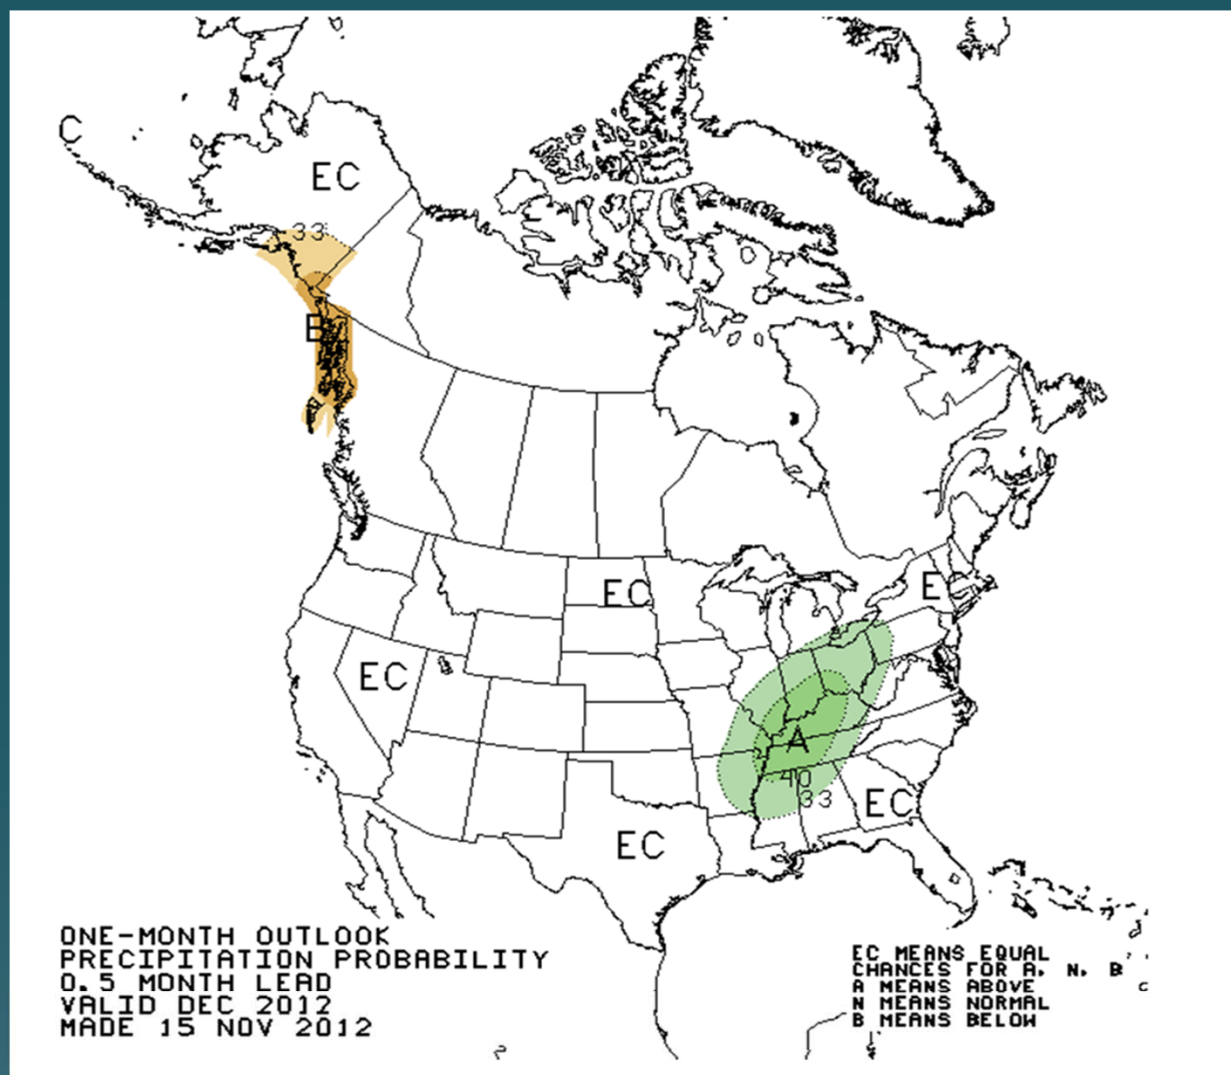 C
EC
33
B
EC
EC
EC
A
40
33
EC
EC
ONE-MONTH OUTLOOK
PRECIPITATION PROBABILITY
0.5 MONTH LEAD
VALID DEC 2012
MADE 15 NOV 2012
EC MEANS EQUAL
CHANCES FOR A, N, B
A MEANS ABOVE
N MEANS NORMAL
B MEANS BELOW